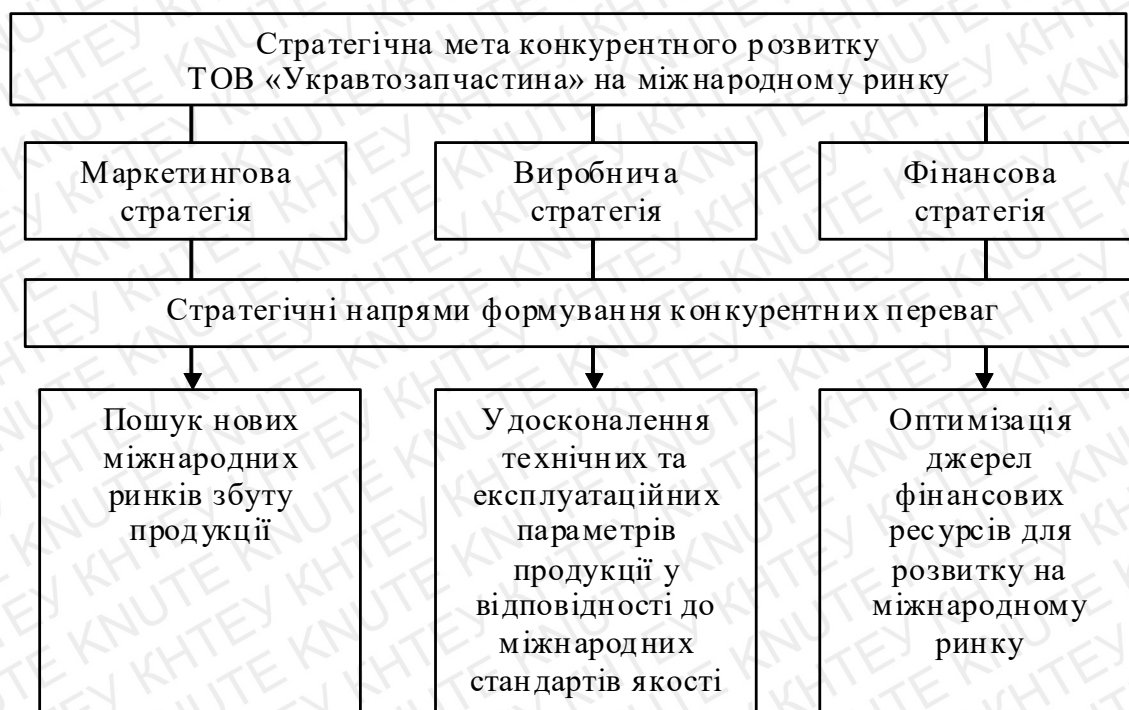 Стратегічна мета конкурентного розвитку
ТОВ «Укравтозапчастина» на міжнародному ринку
Маркетингова
стратегія
Виробнича
стратегія
Фінансова
стратегія
Стратегічні напрями формування конкурентних переваг
Пошук нових
міжнародних
ринків збуту
продукції
Удосконалення
технічних та
експлуатаційних
параметрів
продукції у
відповідності до
міжнародних
стандартів якості
Оптимізація
джерел
фінансових
ресурсів для
розвитку на
міжнародному
ринку